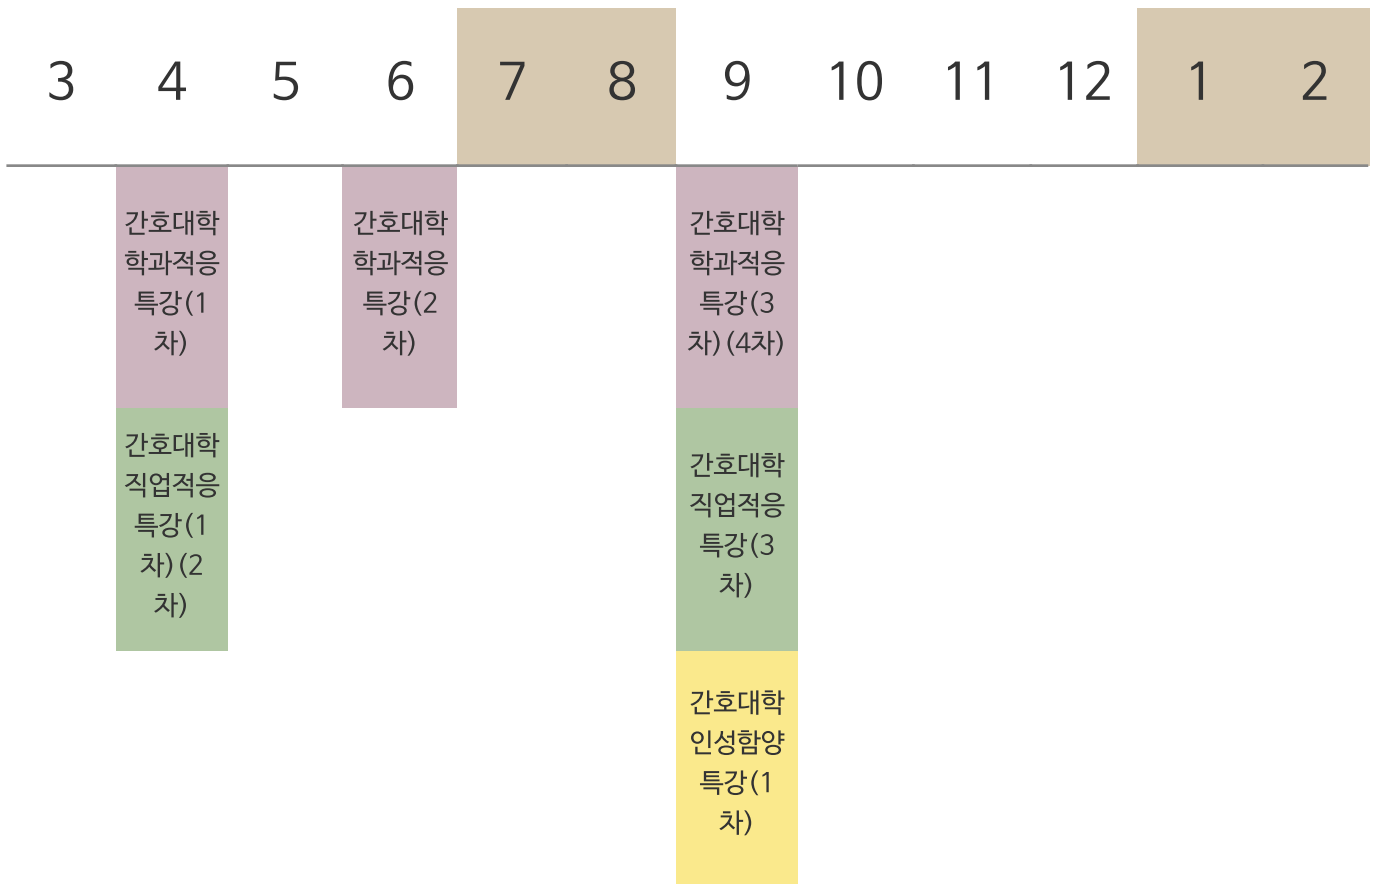 3 4 5 6 7 8 9 10 11 12 1 2
간호대학
학과적응
특강(1
차)
간호대학
학과적응
특강(2
차)
간호대학
학과적응
특강(3
차)(4차)
간호대학
직업적응
특강(1
차)(2
차)
간호대학
직업적응
특강(3
차)
간호대학
인성함양
특강(1
차)